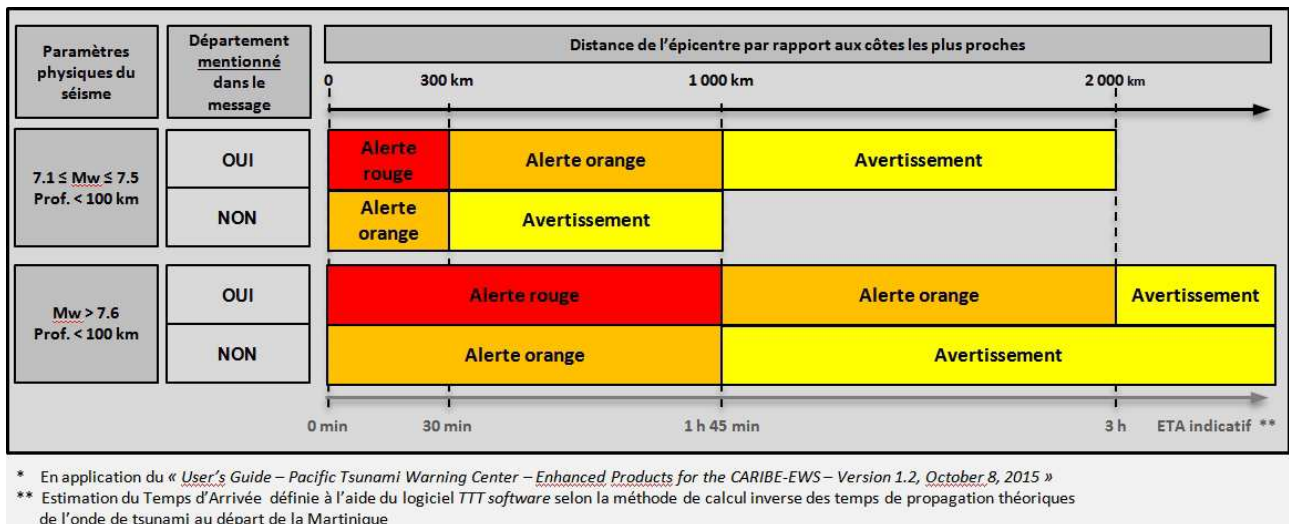 Paramètres
physiques du
séisme
Département
mentionné
dans le
message
Distance de l’épicentre par rapport aux côtes les plus proches
0
300 km
1 000 km
2 000 km
7.1 ≤ Mw ≤ 7.5
Prof. < 100 km
OUI
Alerte
rouge
Alerte orange
Avertissement
NON
Alerte
orange
Avertissement
Mw > 7.6
Prof. < 100 km
OUI
Alerte rouge
Alerte orange
Avertissement
NON
Alerte orange
Avertissement
0 min
30 min
1 h 45 min
3 h
ETA indicatif **
* En application du « User’s Guide – Pacific Tsunami Warning Center – Enhanced Products for the CARIBE-EWS – Version 1.2, October 8, 2015 »
** Estimation du Temps d’Arrivée définie à l’aide du logiciel TTT software selon la méthode de calcul inverse des temps de propagation théoriques
de l’onde de tsunami au départ de la Martinique